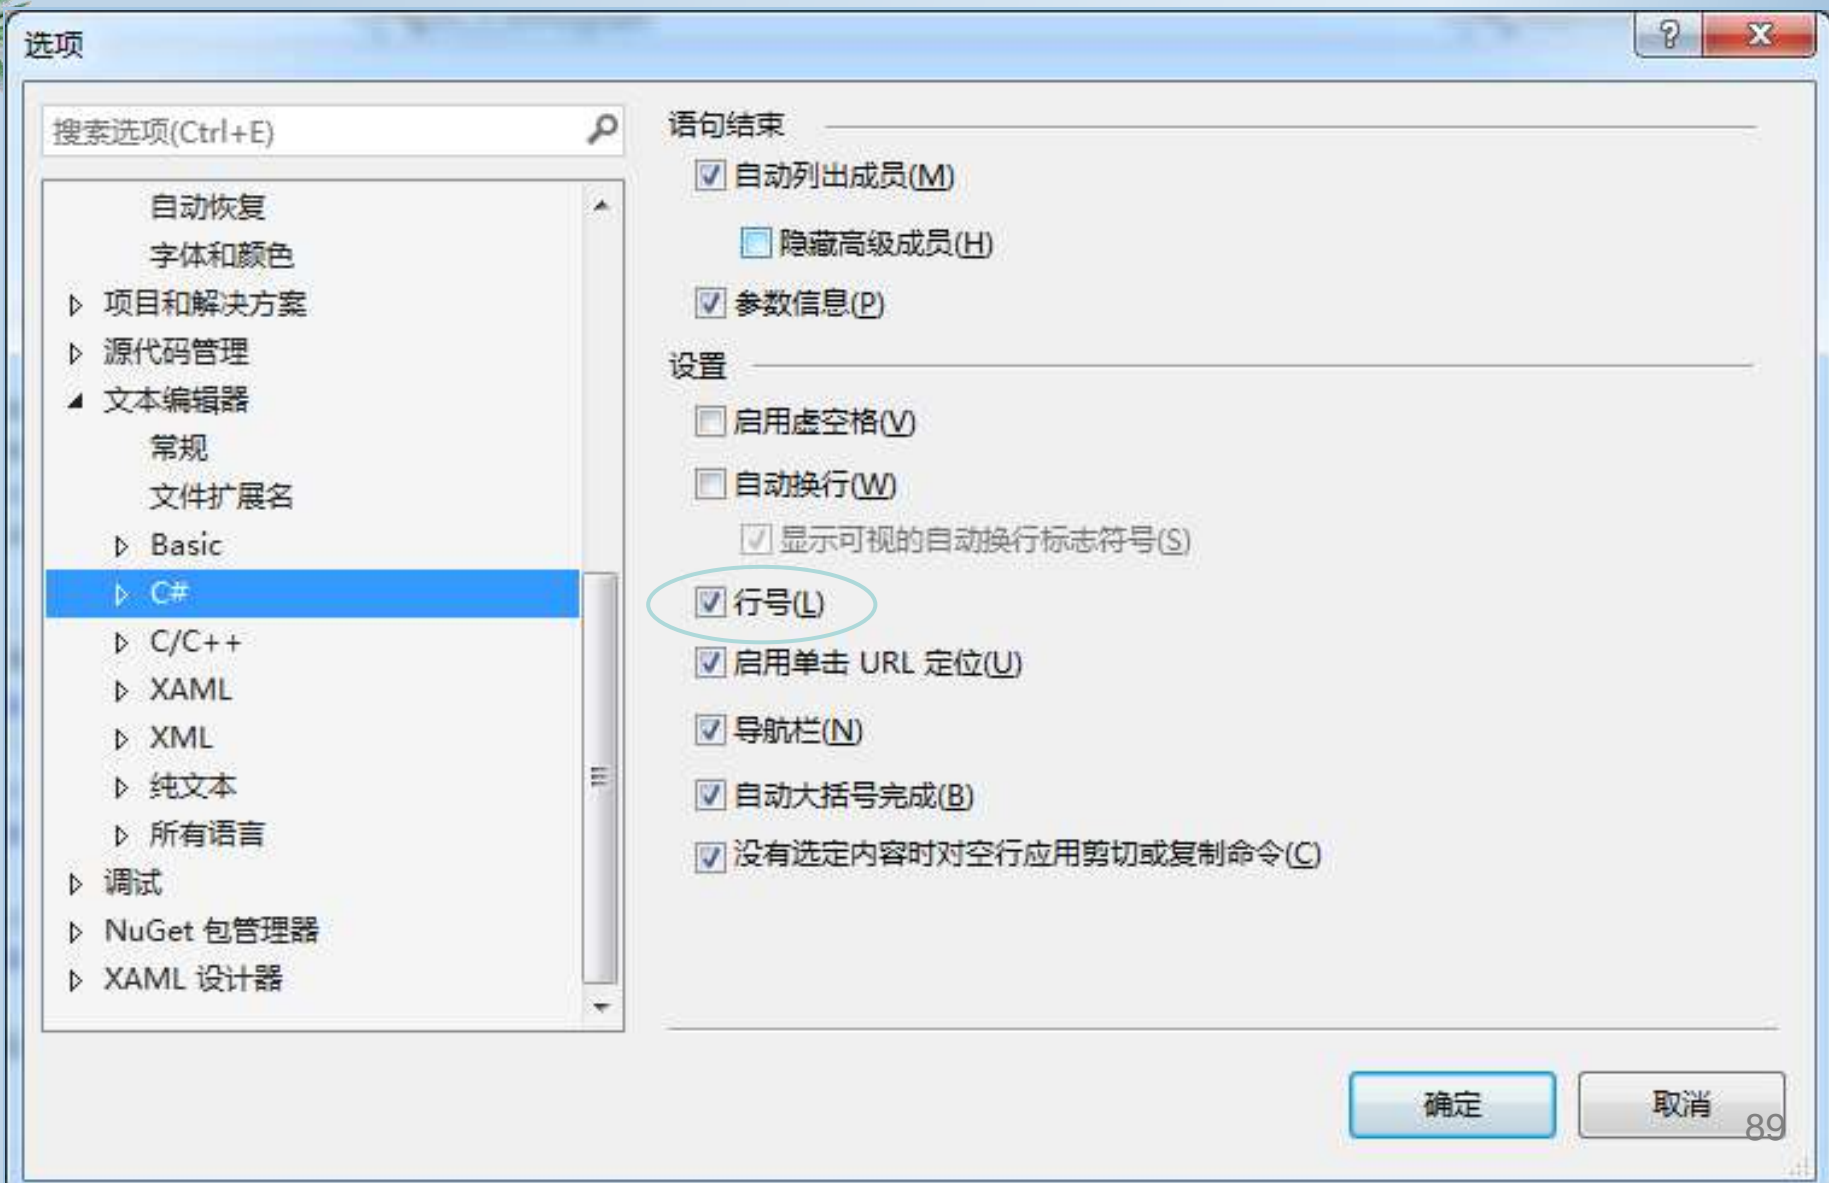 选项
搜索选项(Ctrl+E)
自动恢复
字体和颜色
项目和解决方案
源代码管理
文本编辑器
常规
文件扩展名
Basic
C#
C/C++
XAML
XML
纯文本
所有语言
调试
NuGet 包管理器
XAML 设计器
语句结束
自动列出成员(M)
隐藏高级成员(H)
参数信息(P)
设置
启用虚空格(V)
自动换行(W)
显示可视的自动换行标志符号(S)
行号(L)
启用单击 URL 定位(U)
导航栏(N)
自动大括号完成(B)
没有选定内容时对空行应用剪切或复制命令(C)
确定
取消
89